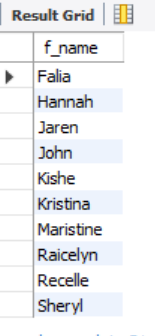 Result Grid
f_name
Falia
Hannah
Jaren
John
Kishe
Kristina
Maristine
Raicelyn
Recelle
Sheryl